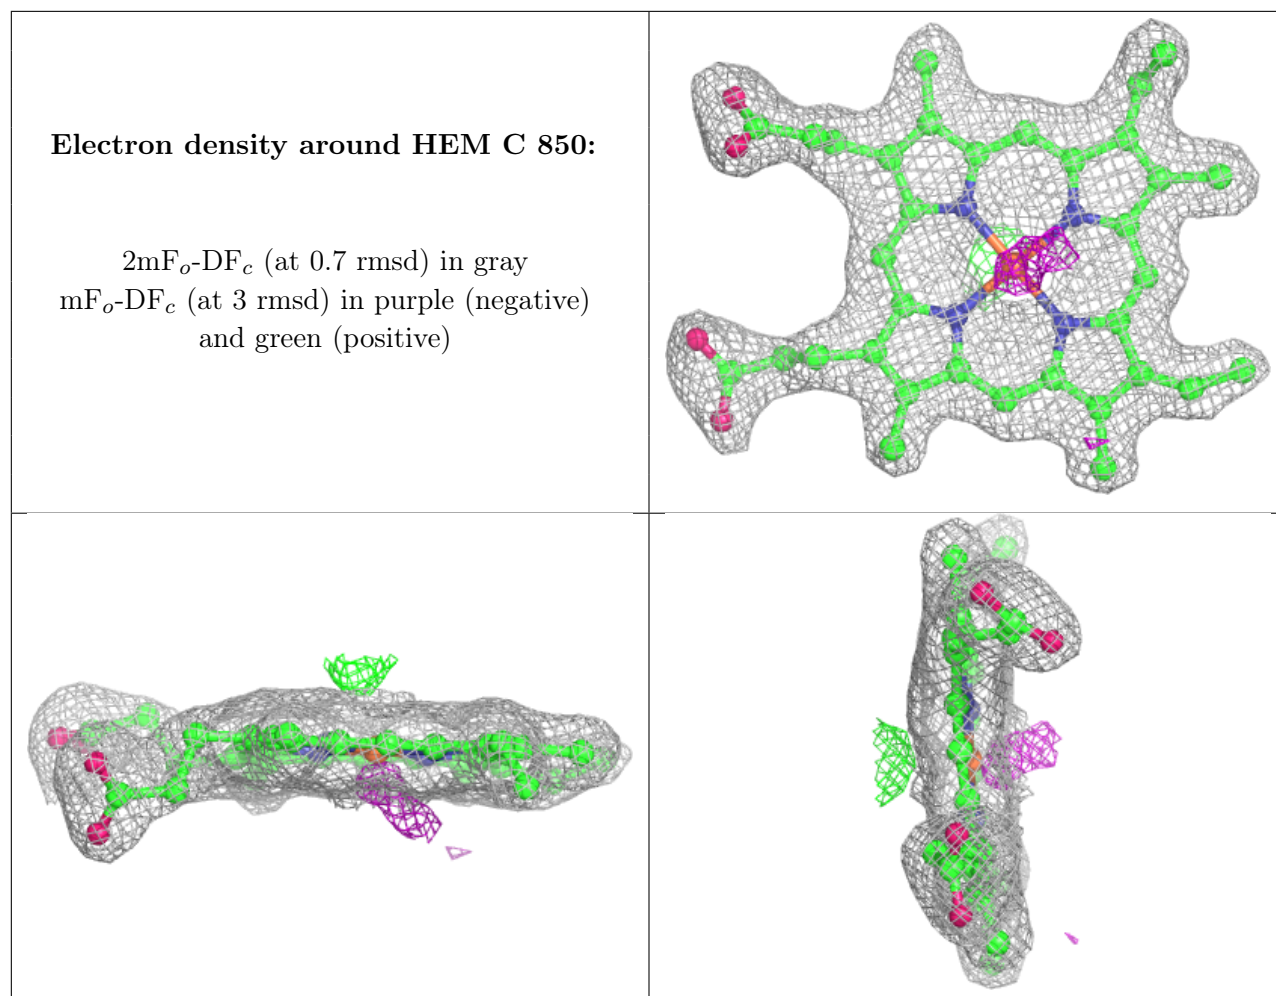 Electron density around HEM C 850:
2mFₒ-DF𝒸 (at 0.7 rmsd) in gray
mFₒ-DF𝒸 (at 3 rmsd) in purple (negative)
and green (positive)